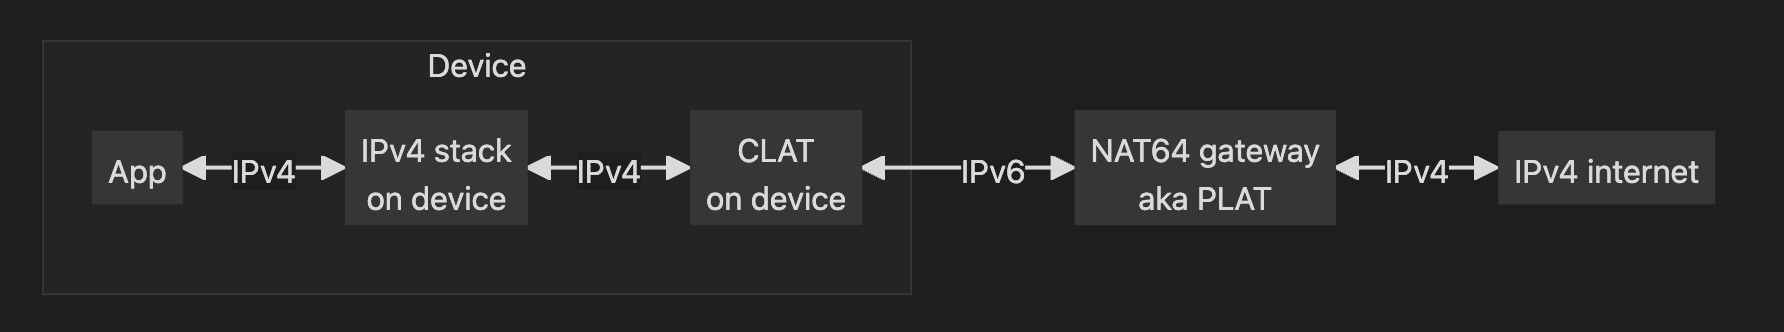 Device
App
IPv4
IPv4 stack
on device
IPv4
CLAT
on device
IPv6
NAT64 gateway
aka PLAT
IPv4
IPv4 internet